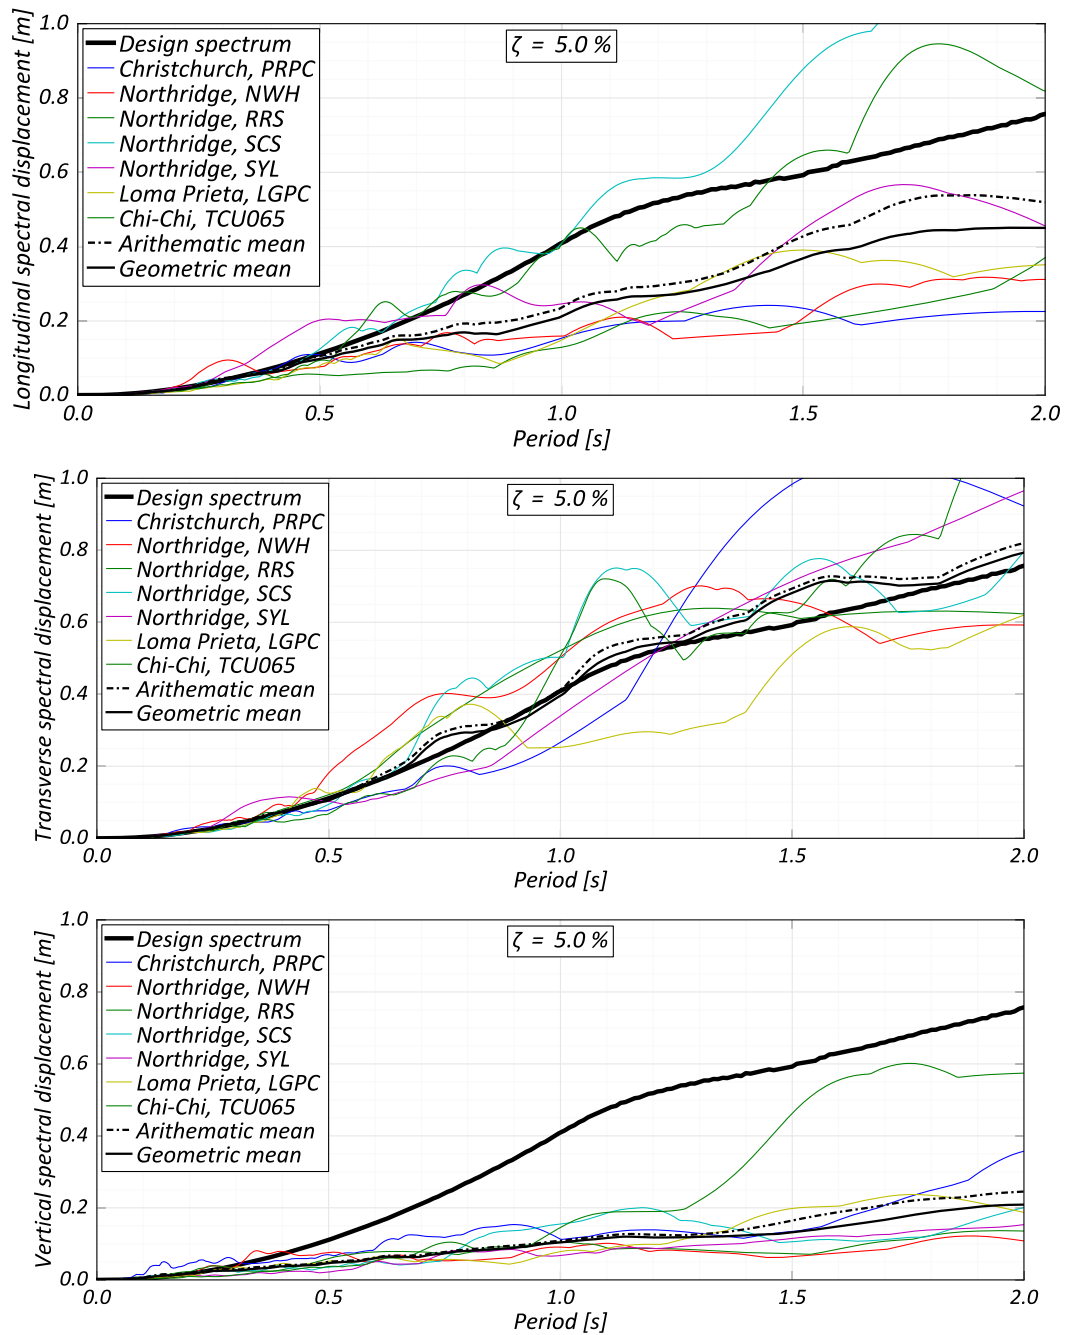 Longitudinal spectral displacement [m]
1.0
0.8
0.6
0.4
0.2
0.0
Design spectrum
Christchurch, PRPC
Northridge, NWH
Northridge, RRS
Northridge, SCS
Northridge, SYL
Loma Prieta, LGPC
Chi-Chi, TCU065
Arithematic mean
Geometric mean
ζ = 5.0 %
0.0 0.5 1.0 1.5 2.0
Period [s]
Transverse spectral displacement [m]
1.0
0.8
0.6
0.4
0.2
0.0
Design spectrum
Christchurch, PRPC
Northridge, NWH
Northridge, RRS
Northridge, SCS
Northridge, SYL
Loma Prieta, LGPC
Chi-Chi, TCU065
Arithematic mean
Geometric mean
ζ = 5.0 %
0.0 0.5 1.0 1.5 2.0
Period [s]
Vertical spectral displacement [m]
1.0
0.8
0.6
0.4
0.2
0.0
Design spectrum
Christchurch, PRPC
Northridge, NWH
Northridge, RRS
Northridge, SCS
Northridge, SYL
Loma Prieta, LGPC
Chi-Chi, TCU065
Arithematic mean
Geometric mean
ζ = 5.0 %
0.0 0.5 1.0 1.5 2.0
Period [s]